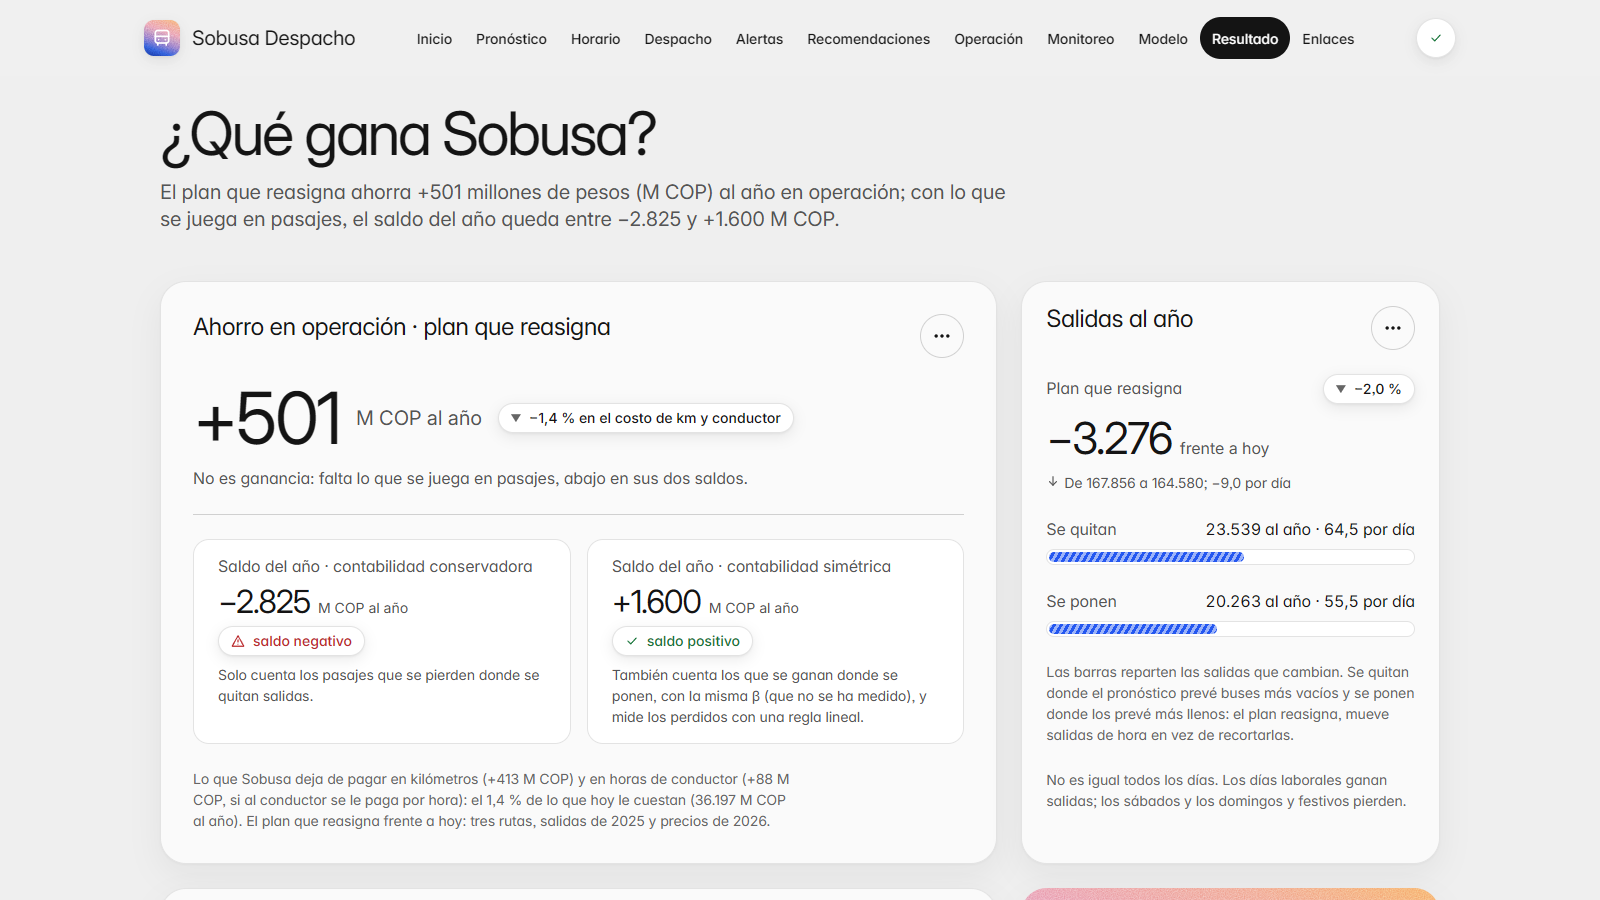 Sobusa Despacho
Inicio
Pronóstico
Horario
Despacho
Alertas
Recomendaciones
Operación
Monitoreo
Modelo
Resultado
Enlaces
¿Qué gana Sobusa?
El plan que reasigna ahorra +501 millones de pesos (M COP) al año en operación; con lo que
se juega en pasajes, el saldo del año queda entre −2.825 y +1.600 M COP.
Ahorro en operación · plan que reasigna
+501 M COP al año
−1,4 % en el costo de km y conductor
No es ganancia: falta lo que se juega en pasajes, abajo en sus dos saldos.
Saldo del año · contabilidad conservadora
−2.825 M COP al año
saldo negativo
Solo cuenta los pasajes que se pierden donde se
quitan salidas.
Saldo del año · contabilidad simétrica
+1.600 M COP al año
saldo positivo
También cuenta los que se ganan donde se
ponen, con la misma β (que no se ha medido), y
mide los perdidos con una regla lineal.
Lo que Sobusa deja de pagar en kilómetros (+413 M COP) y en horas de conductor (+88 M
COP, si al conductor se le paga por hora): el 1,4 % de lo que hoy le cuestan (36.197 M COP
al año). El plan que reasigna frente a hoy: tres rutas, salidas de 2025 y precios de 2026.
Salidas al año
Plan que reasigna
−2,0 %
−3.276 frente a hoy
De 167.856 a 164.580; −9,0 por día
Se quitan
23.539 al año · 64,5 por día
Se ponen
20.263 al año · 55,5 por día
Las barras reparten las salidas que cambian. Se quitan
donde el pronóstico prevé buses más vacíos y se ponen
donde los prevé más llenos: el plan reasigna, mueve
salidas de hora en vez de recortarlas.
No es igual todos los días. Los días laborales ganan
salidas; los sábados y los domingos y festivos pierden.